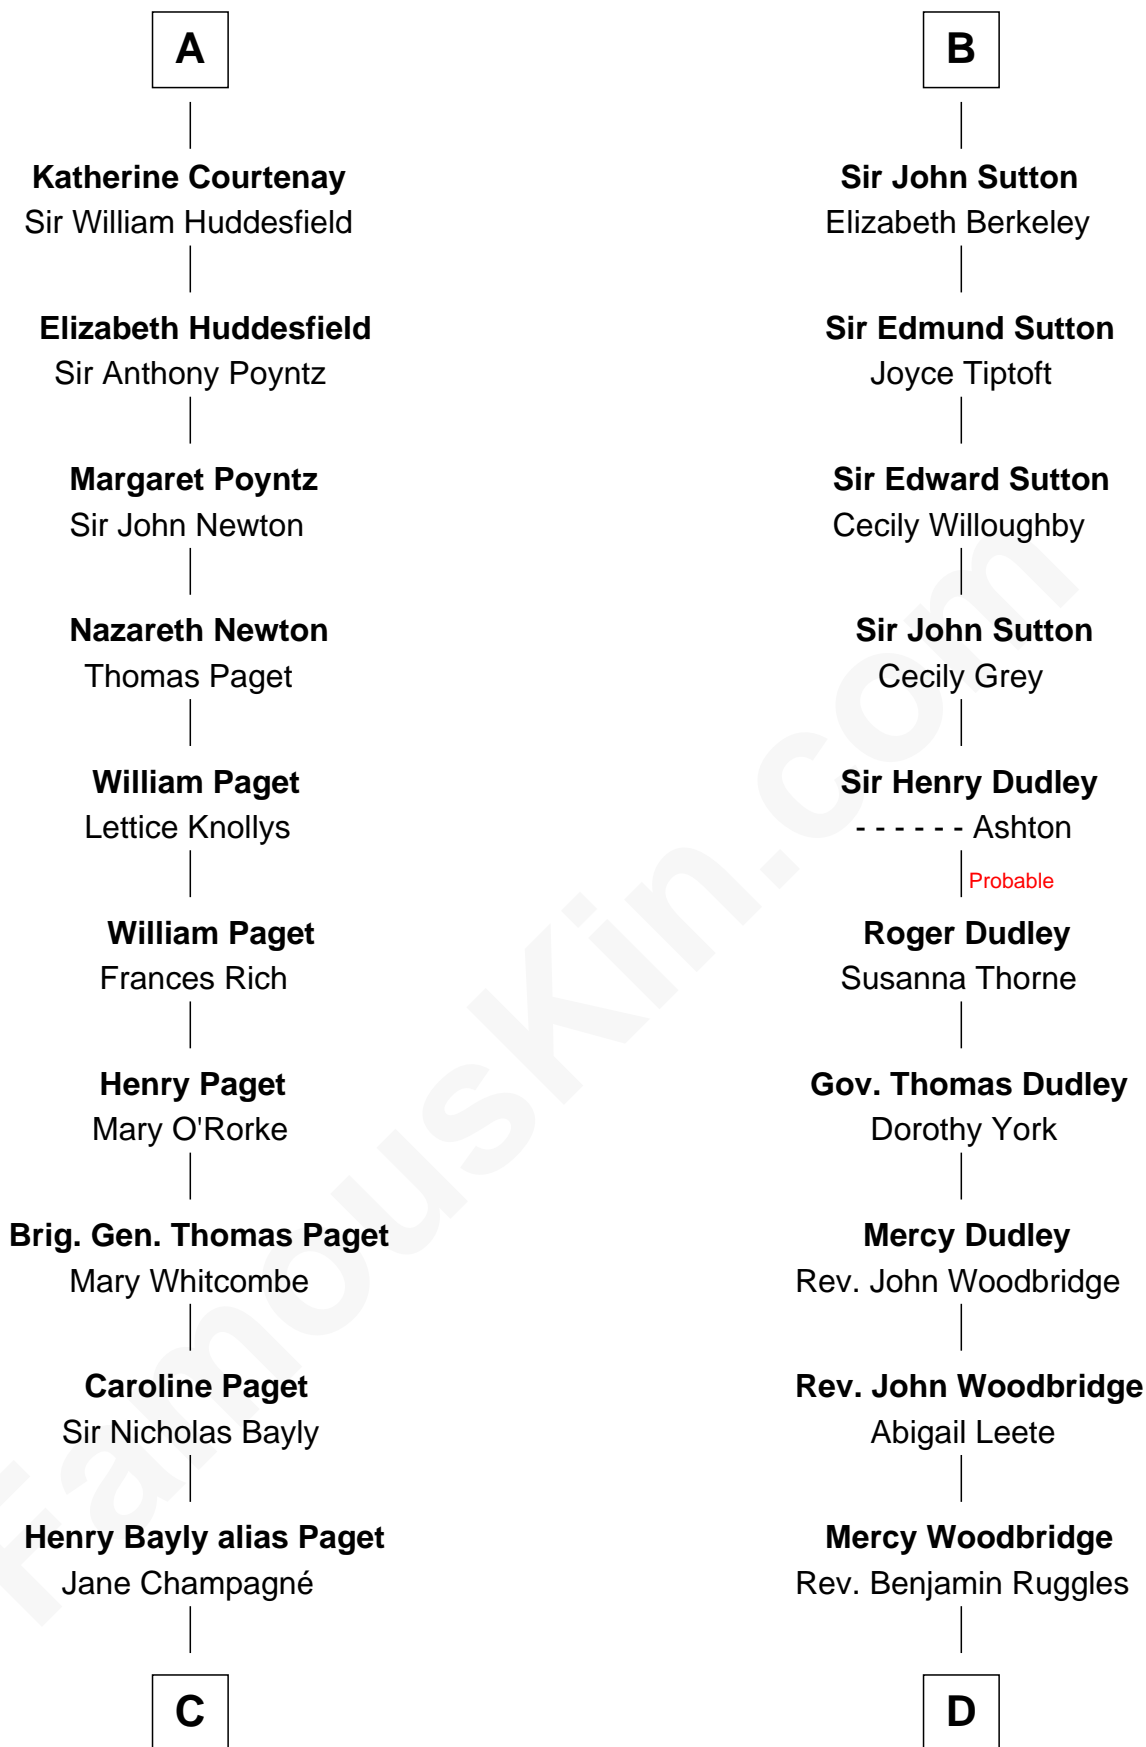 A
Katherine Courtenay
Sir William Huddesfield
Elizabeth Huddesfield
Sir Anthony Poyntz
Margaret Poyntz
Sir John Newton
Nazareth Newton
Thomas Paget
William Paget
Lettice Knollys
William Paget
Frances Rich
Henry Paget
Mary O'Rorke
Brig. Gen. Thomas Paget
Mary Whitcombe
Caroline Paget
Sir Nicholas Bayly
Henry Bayly alias Paget
Jane Champagné
C
B
Sir John Sutton
Elizabeth Berkeley
Sir Edmund Sutton
Joyce Tiptoft
Sir Edward Sutton
Cecily Willoughby
Sir John Sutton
Cecily Grey
Sir Henry Dudley
- - - - - - Ashton
Probable
Roger Dudley
Susanna Thorne
Gov. Thomas Dudley
Dorothy York
Mercy Dudley
Rev. John Woodbridge
Rev. John Woodbridge
Abigail Leete
Mercy Woodbridge
Rev. Benjamin Ruggles
D
FamousKin.com